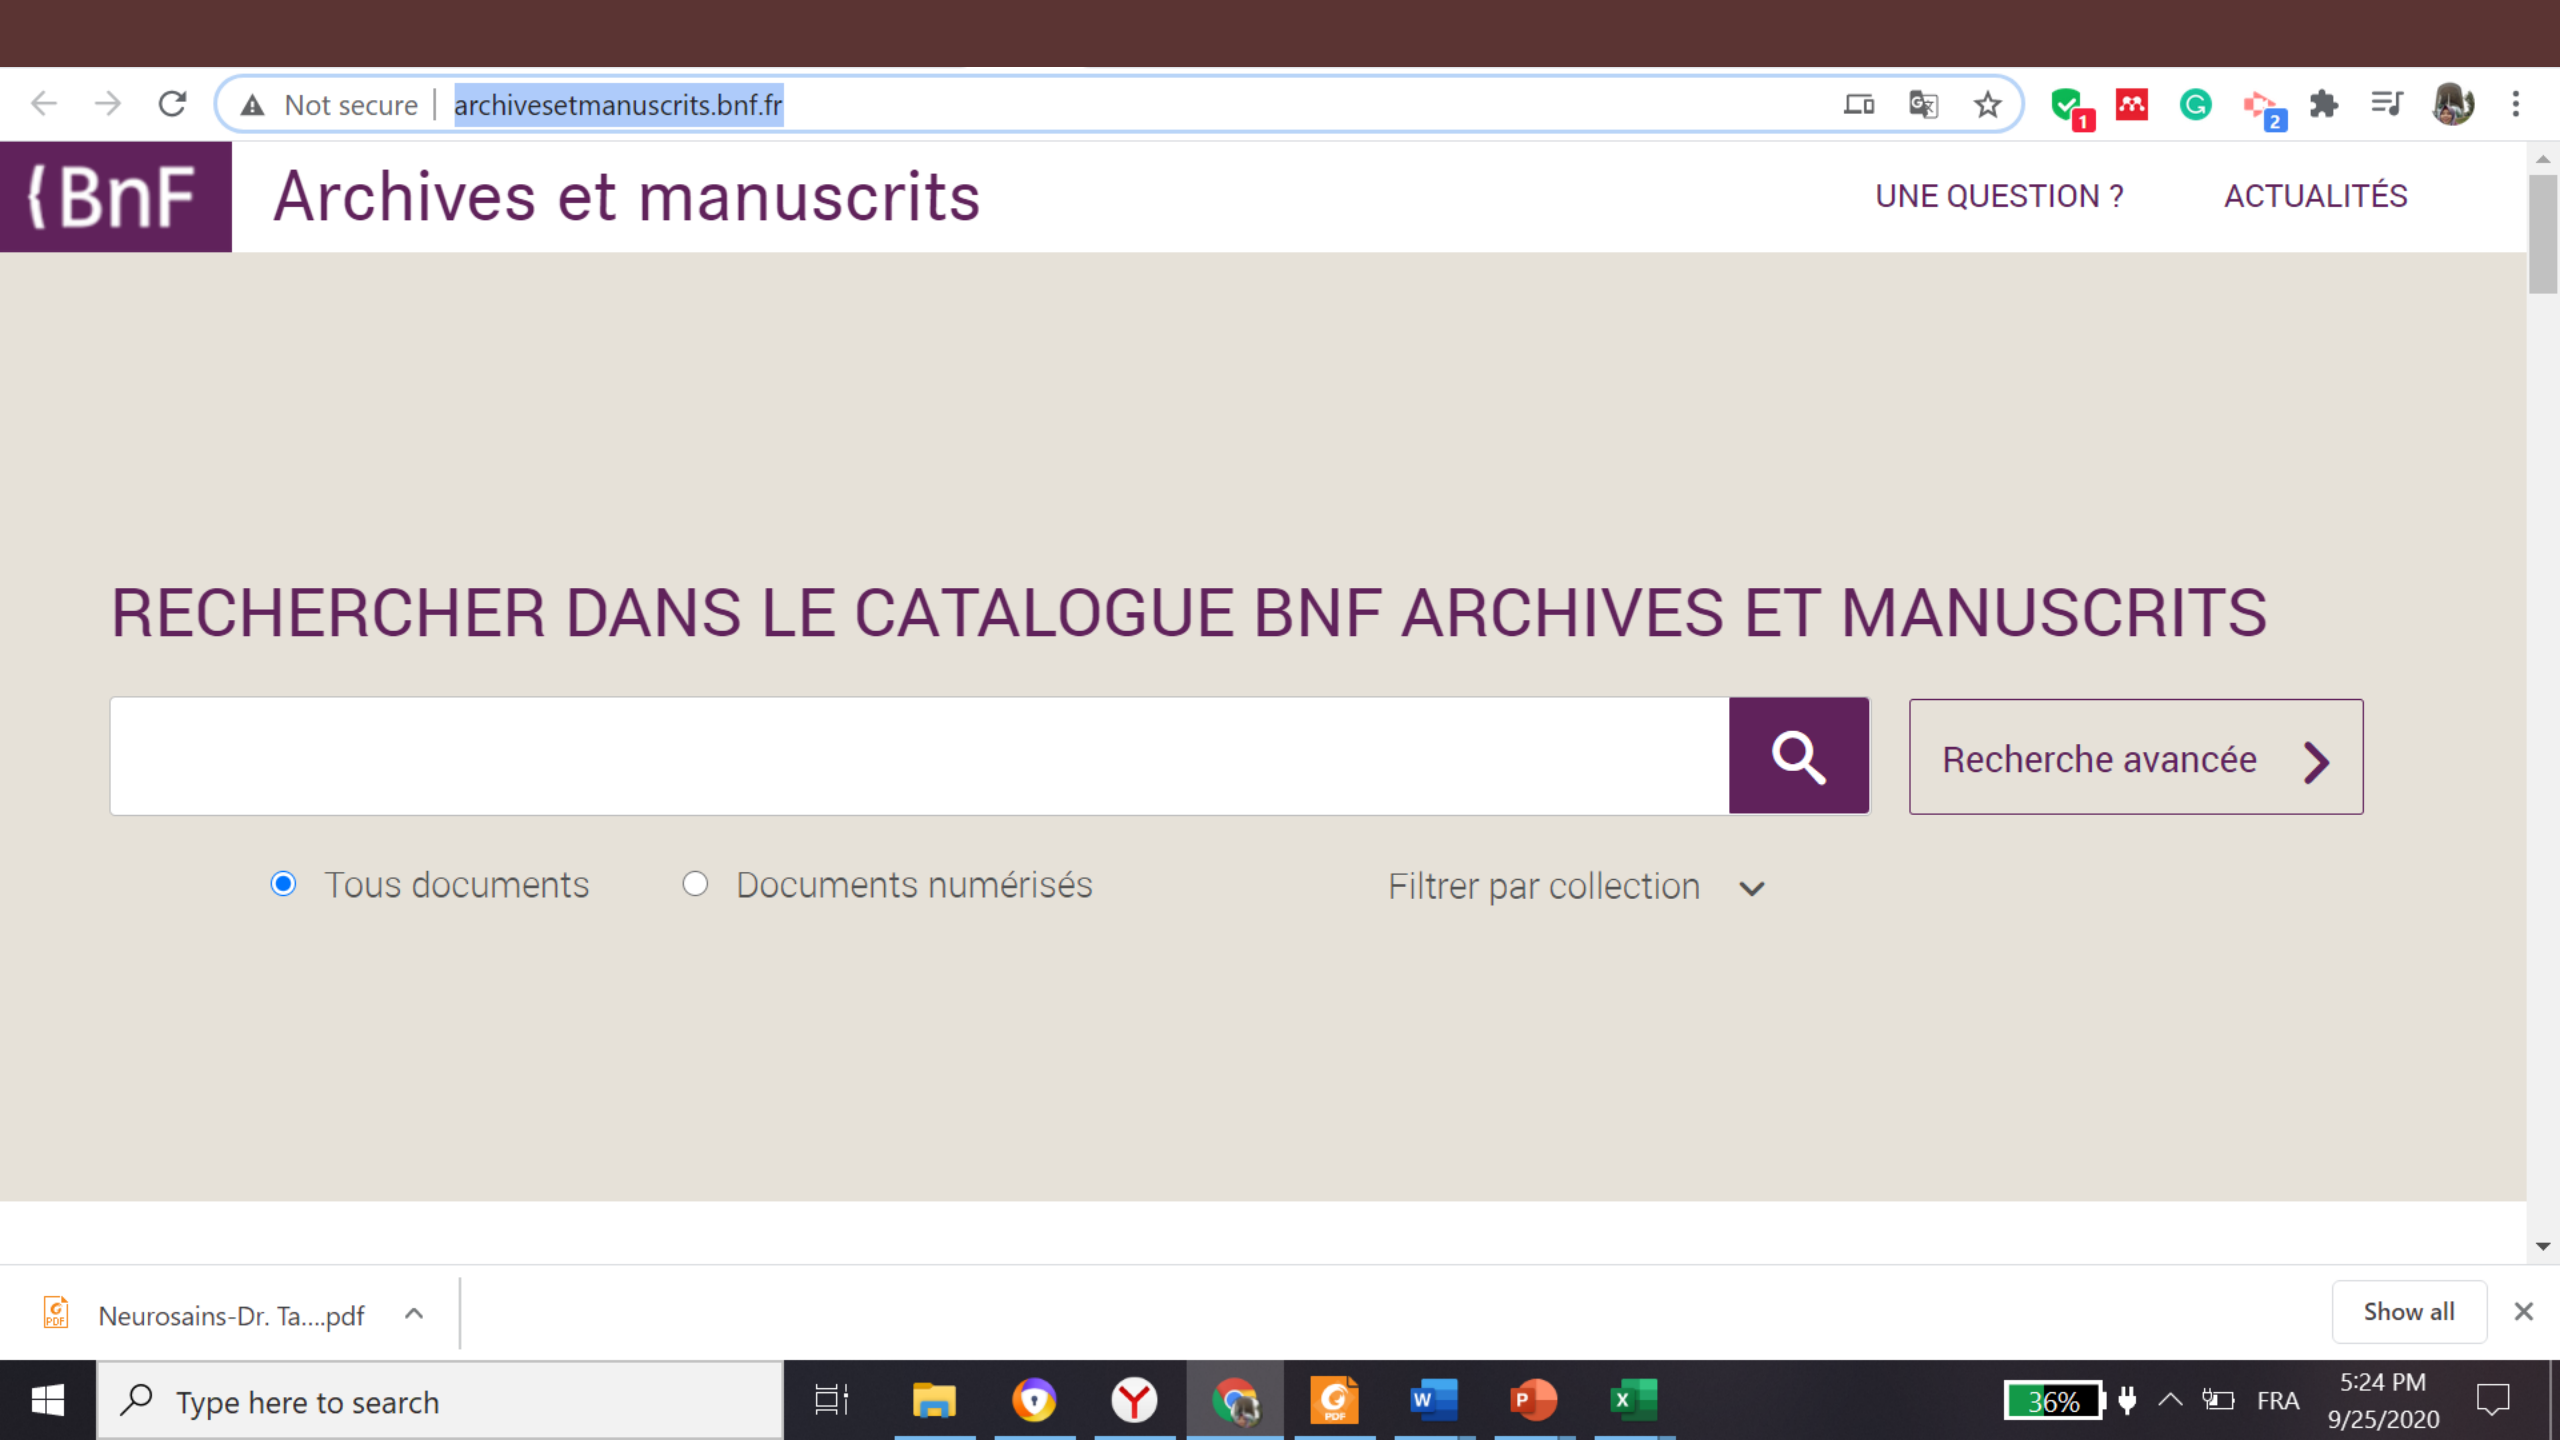 Not secure | archivesetmanuscrits.bnf.fr
1
2
{BnF Archives et manuscrits
UNE QUESTION ? ACTUALITÉS
RECHERCHER DANS LE CATALOGUE BNF ARCHIVES ET MANUSCRITS
Recherche avancée
Tous documents Documents numérisés Filtrer par collection
Neurosains-Dr. Ta....pdf
Show all
Type here to search
36% FRA 5:24 PM
9/25/2020